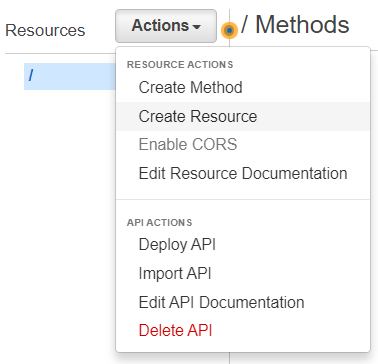 Resources
Actions
/ Methods
/
RESOURCE ACTIONS
Create Method
Create Resource
Enable CORS
Edit Resource Documentation
API ACTIONS
Deploy API
Import API
Edit API Documentation
Delete API